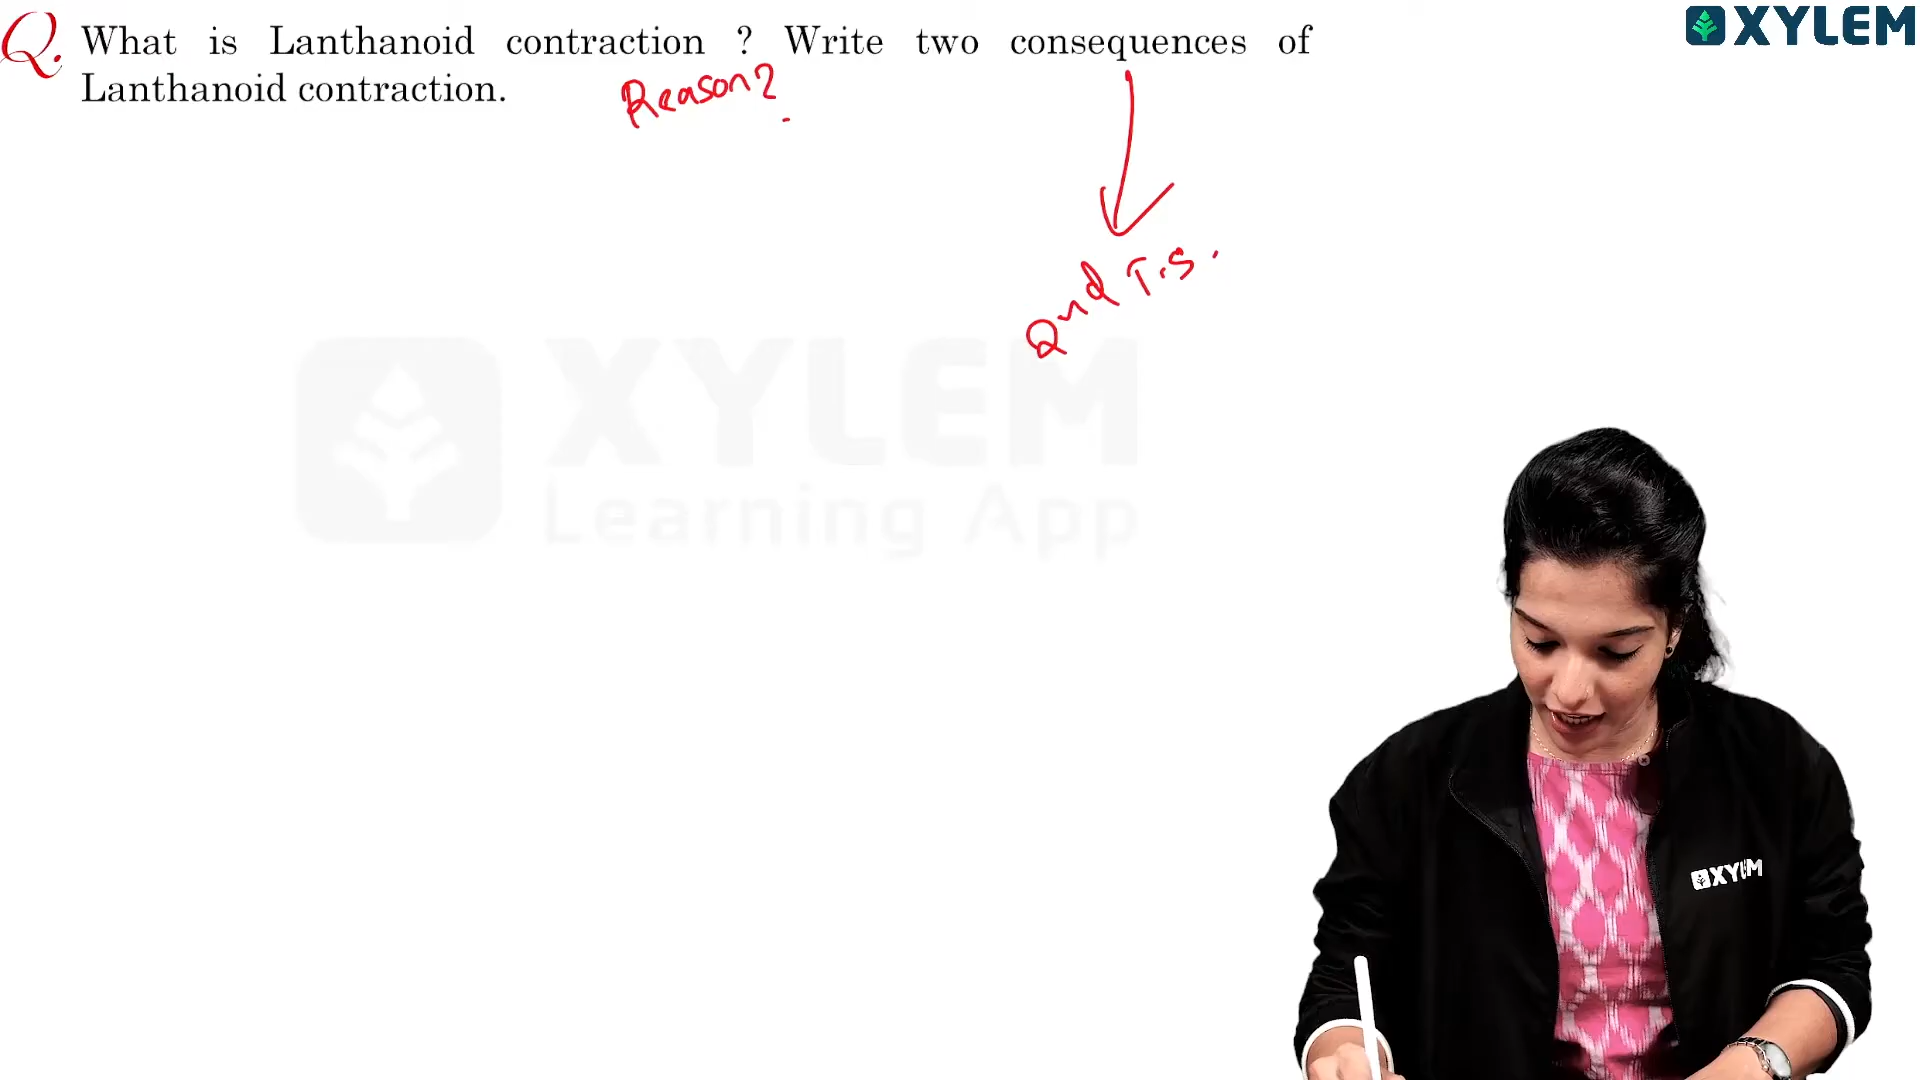 Q. What is Lanthanoid contraction ? Write two consequences of
Lanthanoid contraction.
Reason?
2nd T.S.
XYLEM
XYLEM
Learning App
XYLEM